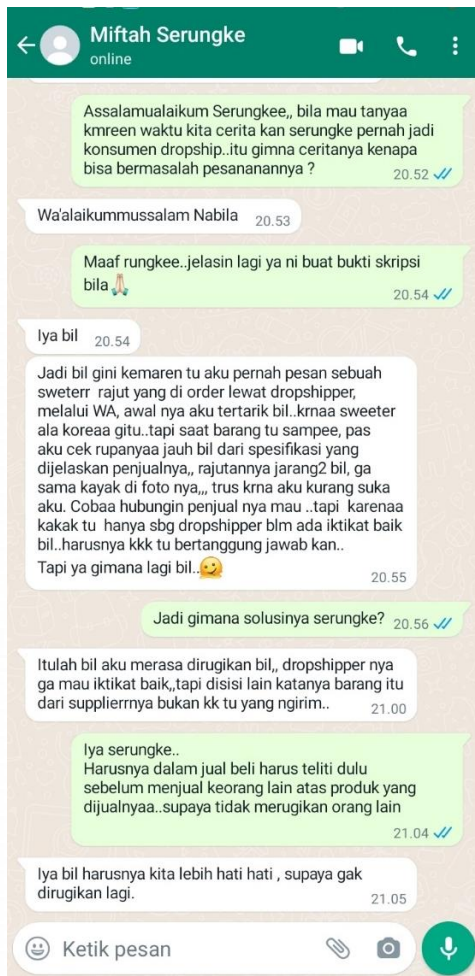 Miftah Serungke
online
Assalamualaikum Serungkee,, bila mau tanyaa
kmreen waktu kita cerita kan serungke pernah jadi
konsumen dropship..itu gimna ceritanya kenapa
bisa bermasalah pesananannya ?
20.52
Wa'alaikummussalam Nabila 20.53
Maaf rungkee..jelasin lagi ya ni buat bukti skripsi
bila🙏🏻
20.54
Iya bil 20.54
Jadi bil gini kemaren tu aku pernah pesan sebuah
sweterr rajut yang di order lewat dropshipper,
melalui WA, awal nya aku tertarik bil..krnaa sweeter
ala koreaa gitu..tapi saat barang tu sampee, pas
aku cek rupanyaa jauh bil dari spesifikasi yang
dijelaskan penjualnya,, rajutannya jarang2 bil, ga
sama kayak di foto nya,,, trus krna aku kurang suka
aku. Cobaa hubungin penjual nya mau ..tapi karenaa
kakak tu hanya sbg dropshipper blm ada iktikat baik
bil..harusnya kkk tu bertanggung jawab kan..
Tapi ya gimana lagi bil..🫠
20.55
Jadi gimana solusinya serungke? 20.56
Itulah bil aku merasa dirugikan bil,, dropshipper nya
ga mau iktikat baik,,tapi disisi lain katanya barang itu
dari supplierrnya bukan kk tu yang ngirim..
21.00
Iya serungke..
Harusnya dalam jual beli harus teliti dulu
sebelum menjual keorang lain atas produk yang
dijualnyaa..supaya tidak merugikan orang lain
21.04
Iya bil harusnya kita lebih hati hati , supaya gak
dirugikan lagi.
21.05
Ketik pesan